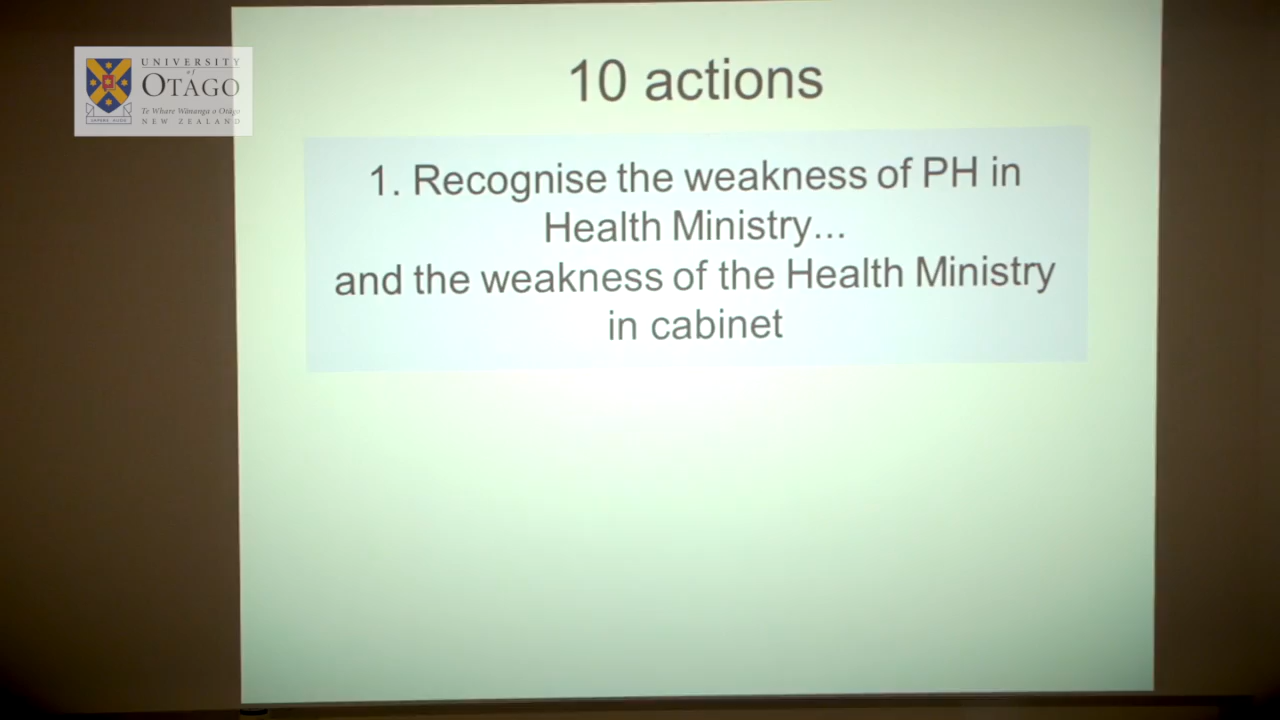 UNIVERSITY
of
OTAGO
Te Whare Wānanga o Otāgo
NEW ZEALAND
10 actions
1. Recognise the weakness of PH in
Health Ministry...
and the weakness of the Health Ministry
in cabinet